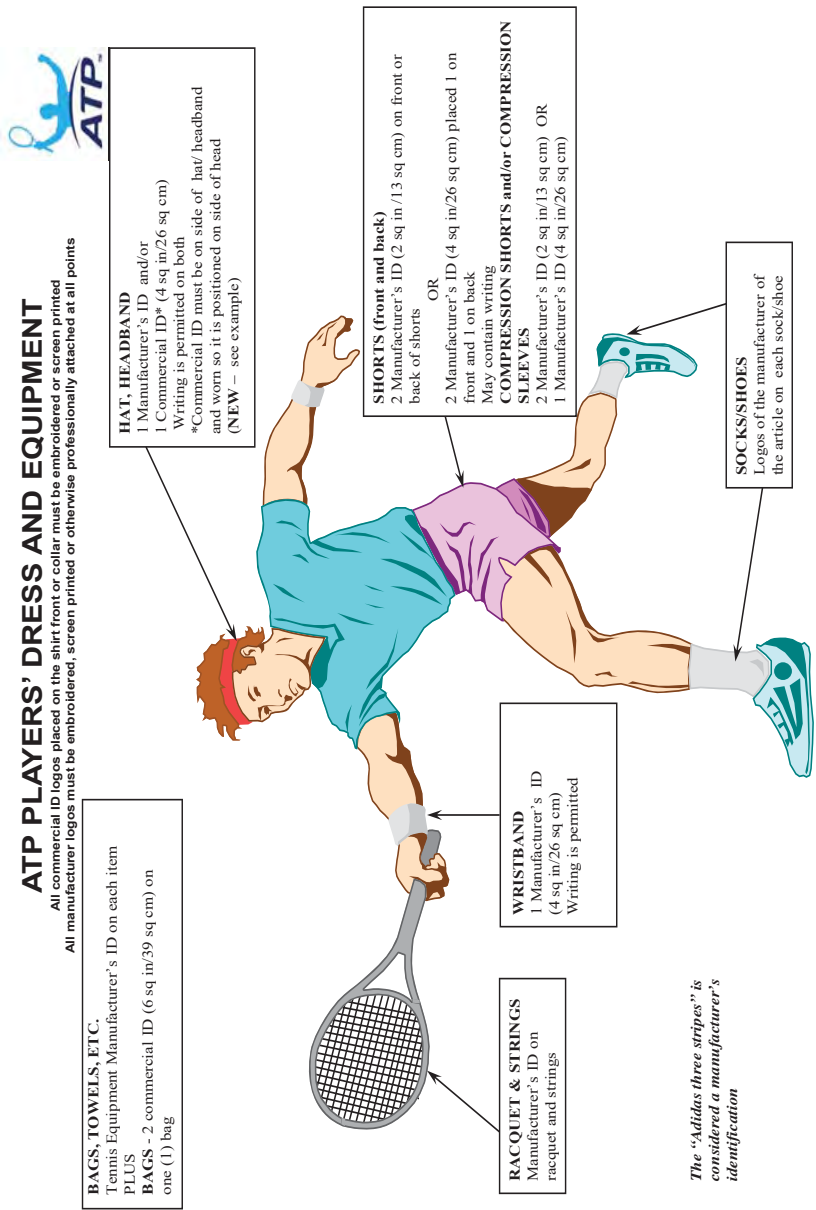 ATP PLAYERS' DRESS AND EQUIPMENT
All commercial ID logos placed on the shirt front or collar must be embroidered or screen printed
All manufacturer logos must be embroidered, screen printed or otherwise professionally attached at all points
ATP™
BAGS, TOWELS, ETC.
Tennis Equipment Manufacturer's ID on each item
PLUS
BAGS - 2 commercial ID (6 sq in/39 sq cm) on
one (1) bag
HAT, HEADBAND
1 Manufacturer's ID and/or
1 Commercial ID* (4 sq in/26 sq cm)
Writing is permitted on both
*Commercial ID must be on side of hat/ headband
and worn so it is positioned on side of head
(NEW – see example)
SHORTS (front and back)
2 Manufacturer's ID (2 sq in /13 sq cm) on front or
back of shorts
OR
2 Manufacturer's ID (4 sq in/26 sq cm) placed 1 on
front and 1 on back
May contain writing
COMPRESSION SHORTS and/or COMPRESSION
SLEEVES
2 Manufacturer's ID (2 sq in/13 sq cm) OR
1 Manufacturer's ID (4 sq in/26 sq cm)
RACQUET & STRINGS
Manufacturer's ID on
racquet and strings
WRISTBAND
1 Manufacturer's ID
(4 sq in/26 sq cm)
Writing is permitted
SOCKS/SHOES
Logos of the manufacturer of
the article on each sock/shoe
The "Adidas three stripes" is
considered a manufacturer's
identification